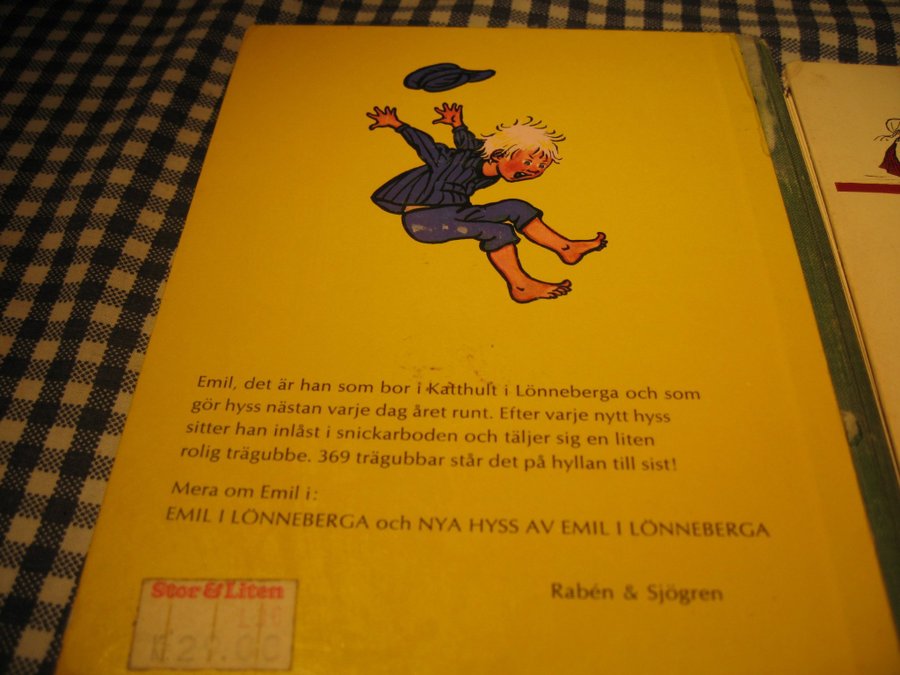 Emil, det är han som bor i Katthult i Lönneberga och som
gör hyss nästan varje dag året runt. Efter varje nytt hyss
sitter han inlåst i snickarboden och täljer sig en liten
rolig trägubbe. 369 trägubbar står det på hyllan till sist!
Mera om Emil i:
EMIL I LÖNNEBERGA och NYA HYSS AV EMIL I LÖNNEBERGA
Rabén & Sjögren
Stor & Liten